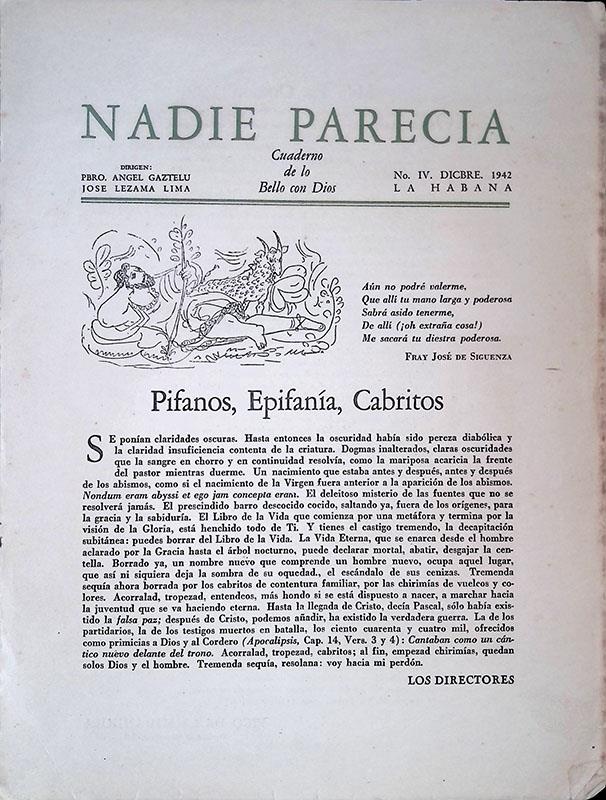 NADIE PARECIA
DIRIGEN:
PBRO. ANGEL GAZTELU
JOSE LEZAMA LIMA
Cuaderno
de lo
Bello con Dios
No. IV. DICBRE. 1942
LA HABANA
Aún no podré valerme,
Que allí tu mano larga y poderosa
Sabrá asido tenerme,
De allí (¡oh extraña cosa!)
Me sacará tu diestra poderosa.
FRAY JOSÉ DE SIGUENZA
Pifanos, Epifanía, Cabritos
SE ponían claridades oscuras. Hasta entonces la oscuridad había sido pereza diabólica y
la claridad insuficiencia contenta de la criatura. Dogmas inalterados, claras oscuridades
que la sangre en chorro y en continuidad resolvía, como la mariposa acaricia la frente
del pastor mientras duerme. Un nacimiento que estaba antes y después, antes y después
de los abismos, como si el nacimiento de la Virgen fuera anterior a la aparición de los abismos.
Nondum eram abyssi et ego jam concepta eram. El deleitoso misterio de las fuentes que no se
resolverá jamás. El prescindido barro descocido cocido, saltando ya, fuera de los orígenes, para
la gracia y la sabiduría. El Libro de la Vida que comienza por una metáfora y termina por la
visión de la Gloria, está henchido todo de Ti. Y tienes el castigo tremendo, la decapitación
subitánea: puedes borrar del Libro de la Vida. La Vida Eterna, que se enarca desde el hombre
aclarado por la Gracia hasta el árbol nocturno, puede declarar mortal, abatir, desgajar la cen-
tella. Borrado ya, un nombre nuevo que comprende un hombre nuevo, ocupa aquel lugar,
que así ni siquiera deja la sombra de su oquedad., el escándalo de sus cenizas. Tremenda
sequía ahora borrada por los cabritos de contentura familiar, por las chirimías de vuelcos y co-
lores. Acorralad, tropezad, entendeos, más hondo si se está dispuesto a nacer, a marchar hacia
la juventud que se va haciendo eterna. Hasta la llegada de Cristo, decía Pascal, sólo había exis-
tido la falsa paz; después de Cristo, podemos añadir, ha existido la verdadera guerra. La de los
partidarios, la de los testigos muertos en batalla, los ciento cuarenta y cuatro mil, ofrecidos
como primicias a Dios y al Cordero (Apocalipsis, Cap. 14, Vers. 3 y 4): Cantaban como un cán-
tico nuevo delante del trono. Acorralad, tropezad, cabritos; al fin, empezad chirimías, quedan
solos Dios y el hombre. Tremenda sequía, resolana: voy hacia mi perdón.
LOS DIRECTORES